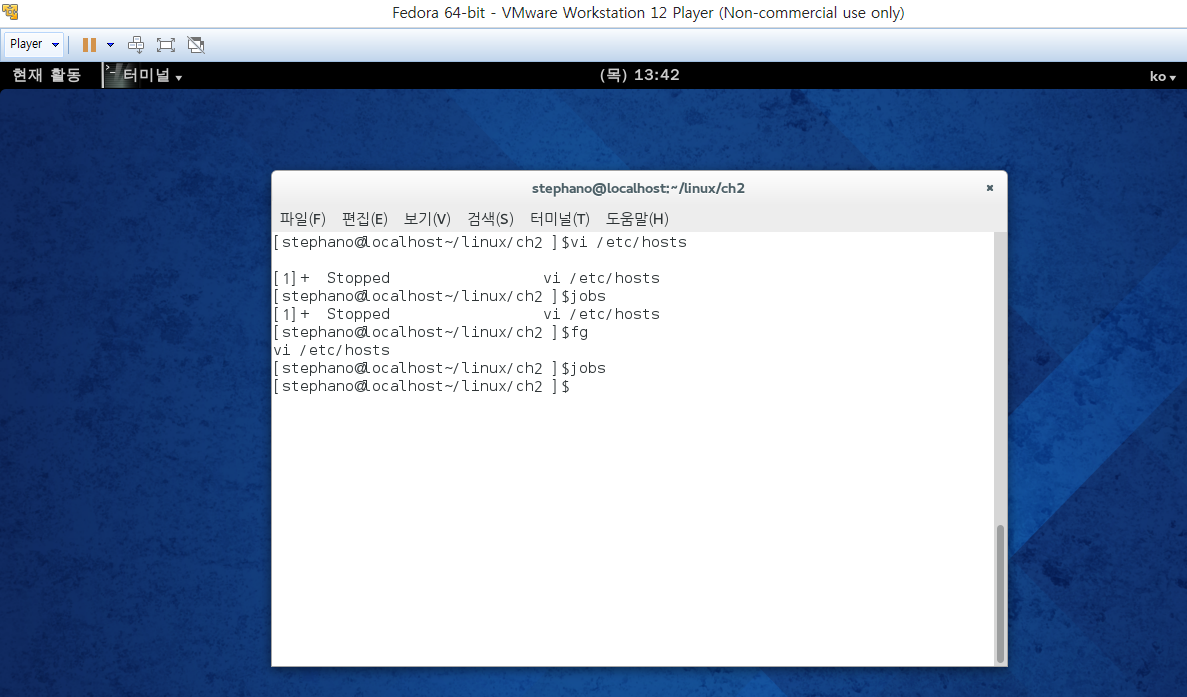 Fedora 64-bit - VMware Workstation 12 Player (Non-commercial use only)
Player
현재 활동 터미널 (목) 13:42 ko
stephano@localhost:~/linux/ch2
파일(F) 편집(E) 보기(V) 검색(S) 터미널(T) 도움말(H)
[stephano@localhost~/linux/ch2 ]$vi /etc/hosts
[1]+  Stopped                 vi /etc/hosts
[stephano@localhost~/linux/ch2 ]$jobs
[1]+  Stopped                 vi /etc/hosts
[stephano@localhost~/linux/ch2 ]$fg
vi /etc/hosts
[stephano@localhost~/linux/ch2 ]$jobs
[stephano@localhost~/linux/ch2 ]$